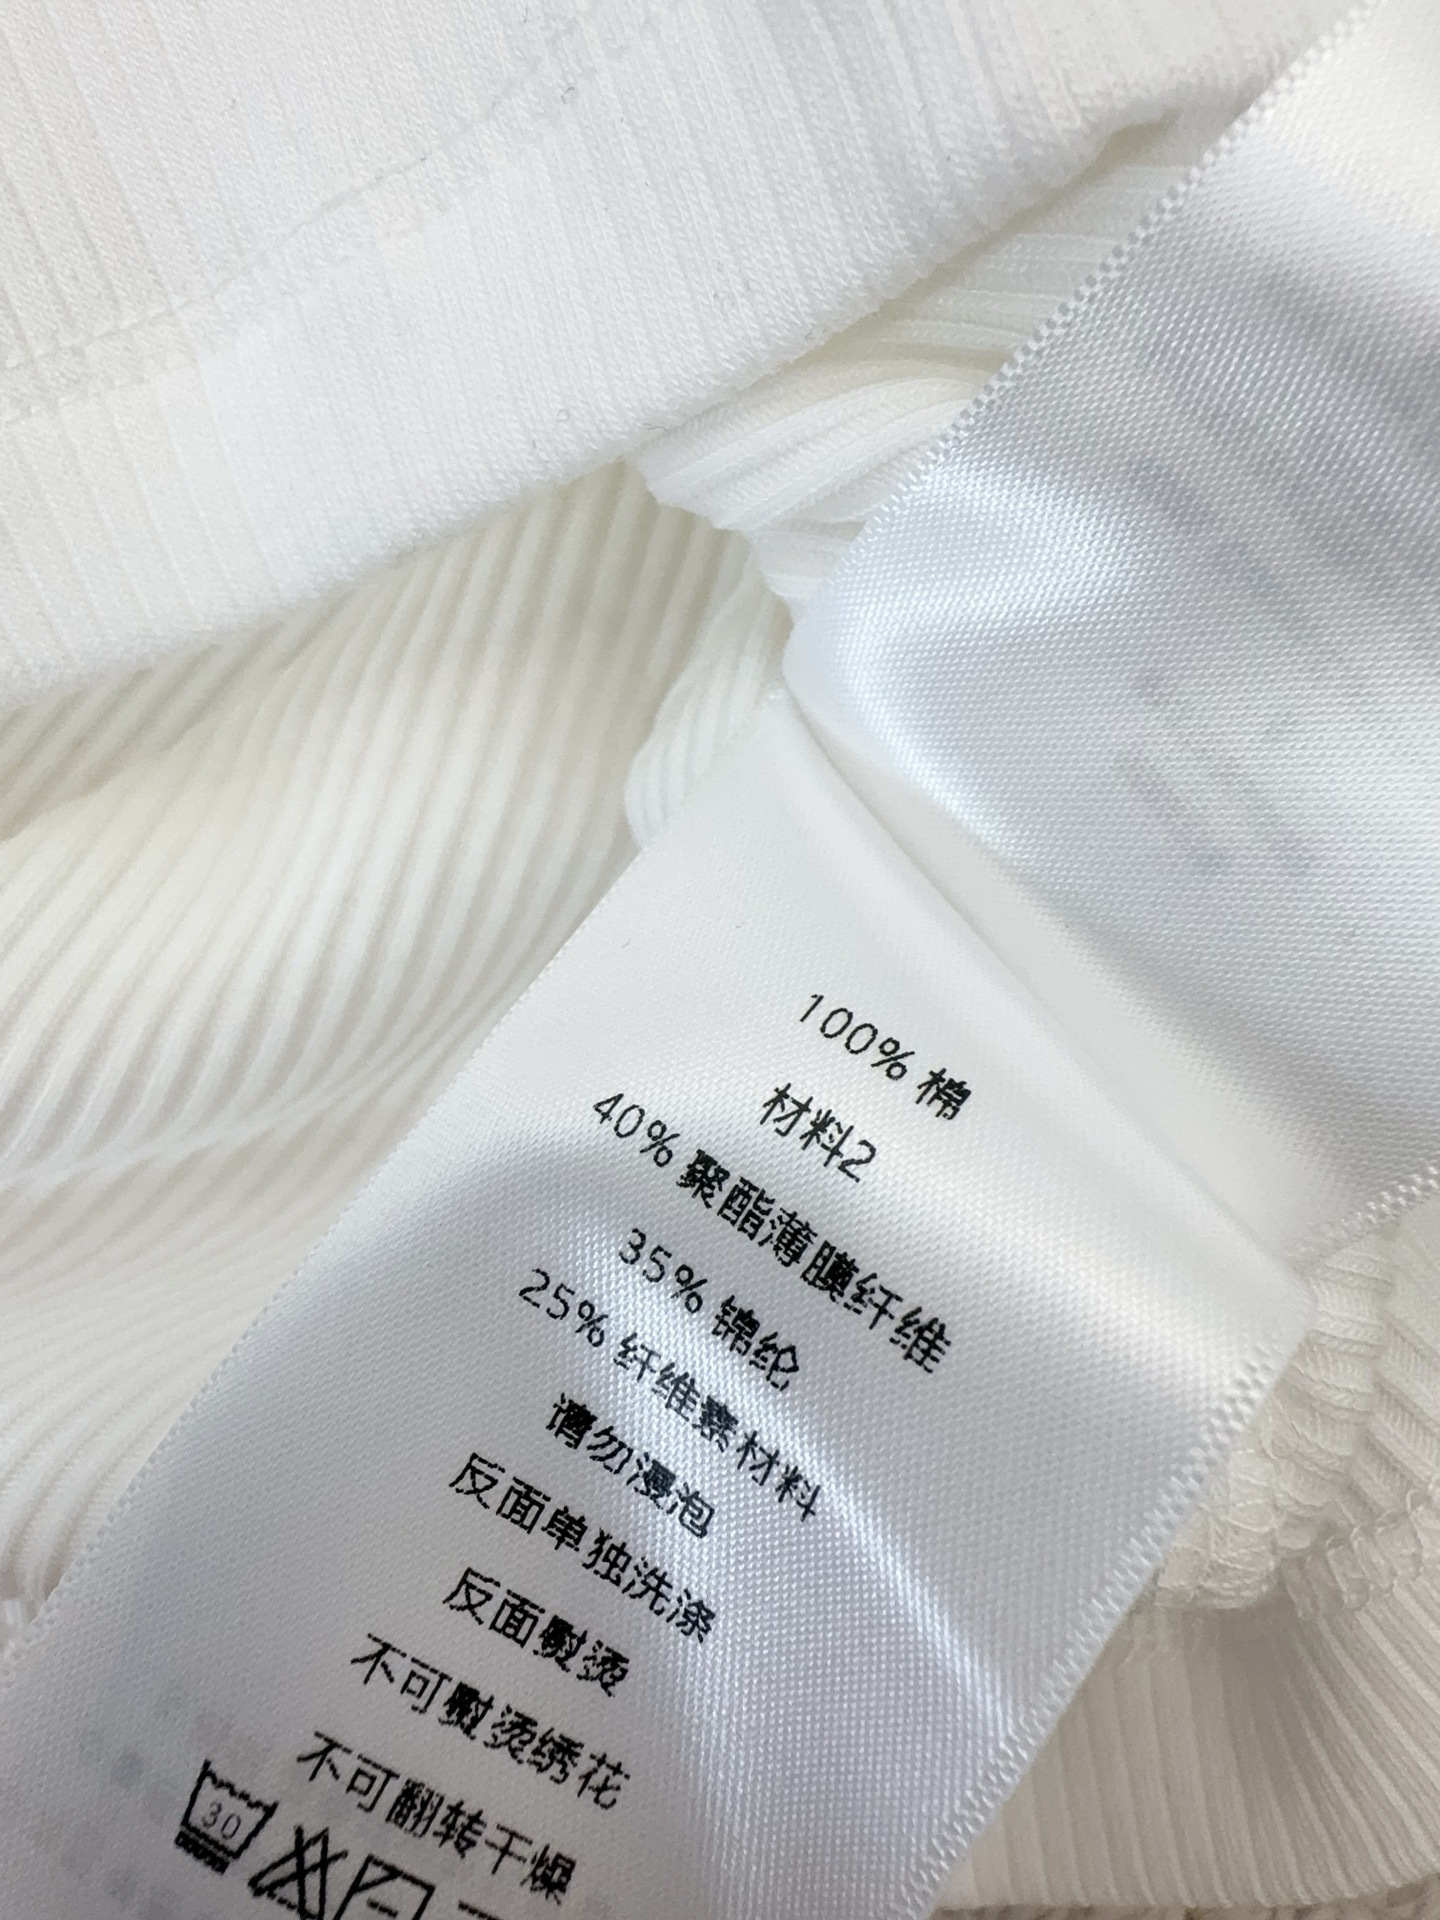 100% 棉
材料2
40% 聚酯薄膜纤维
35% 锦纶
25% 纤维素材料
请勿浸泡
反面单独洗涤
反面熨烫
不可熨烫绣花
不可翻转干燥
30